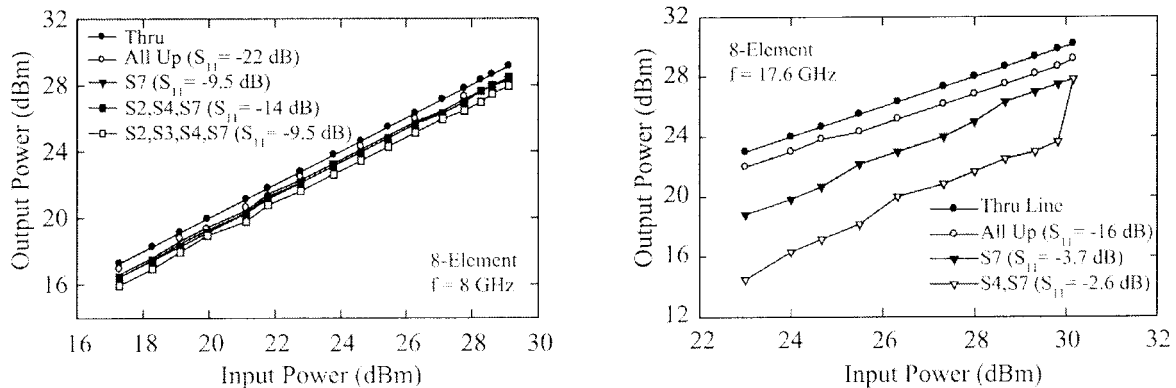 32
28
24
20
16
Output Power (dBm)
Thru
All Up (S11= -22 dB)
S7 (S11= -9.5 dB)
S2,S4,S7 (S11= -14 dB)
S2,S3,S4,S7 (S11= -9.5 dB)
8-Element
f = 8 GHz
16 18 20 22 24 26 28 30
Input Power (dBm)
32
28
24
20
16
12
Output Power (dBm)
8-Element
f = 17.6 GHz
Thru Line
All Up (S11= -16 dB)
S7 (S11= -3.7 dB)
S4,S7 (S11= -2.6 dB)
22 24 26 28 30 32
Input Power (dBm)